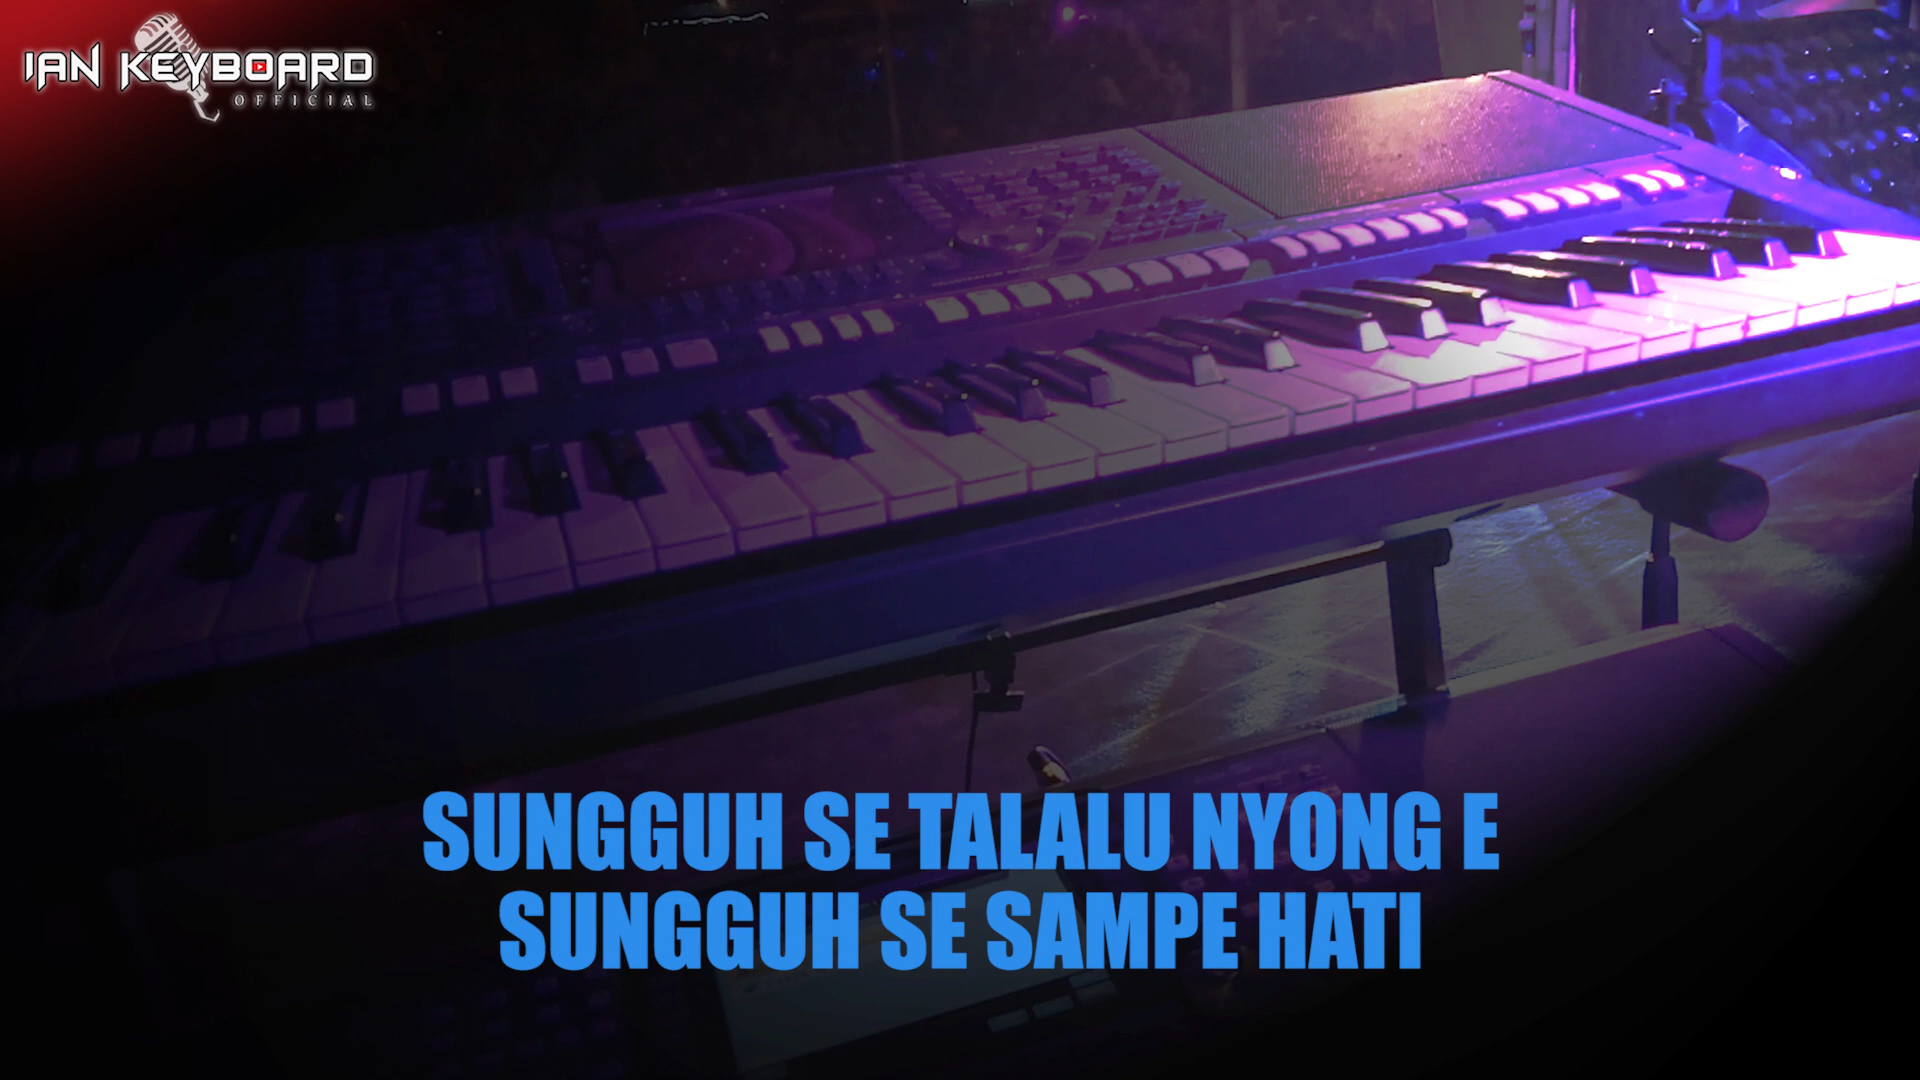 IAN KEYBOARD
OFFICIAL
SUNGGUH SE TALALU NYONG E
SUNGGUH SE SAMPE HATI